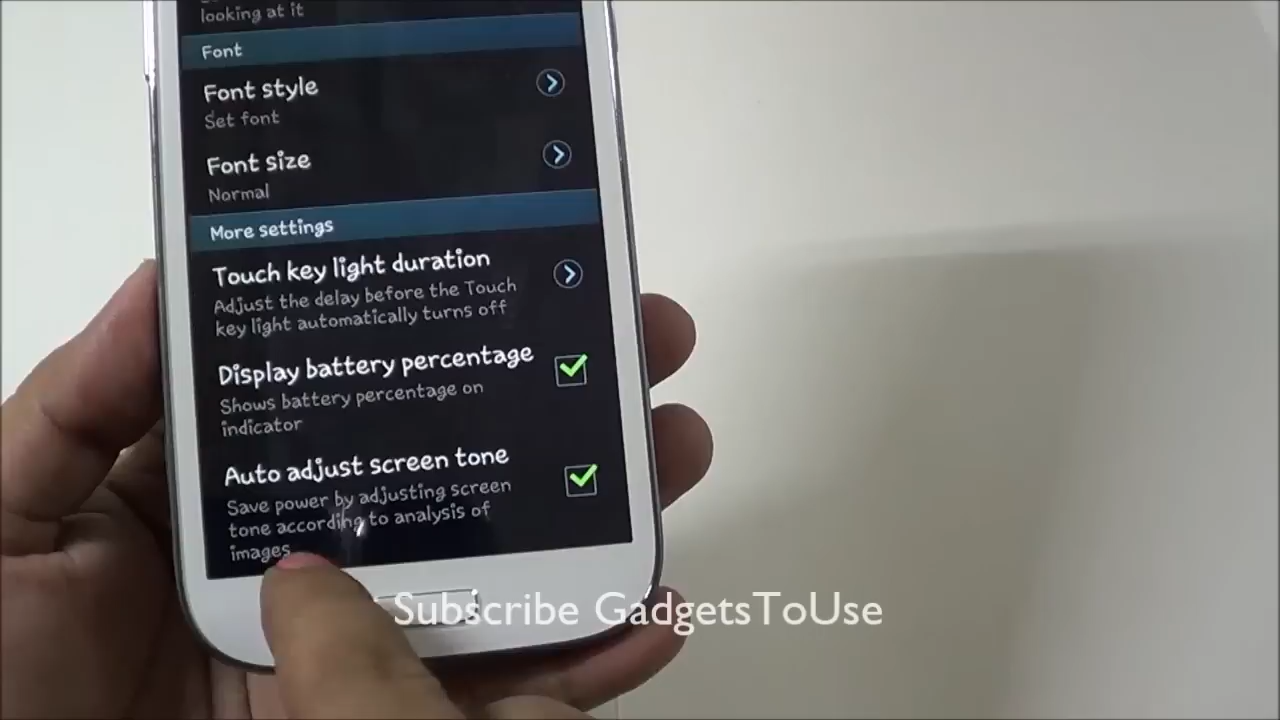 looking at it
Font
Font style
Set font
Font size
Normal
More settings
Touch key light duration
Adjust the delay before the Touch
key light automatically turns off
Display battery percentage
Shows battery percentage on
indicator
Auto adjust screen tone
Save power by adjusting screen
tone according to analysis of
images
Subscribe GadgetsToUse